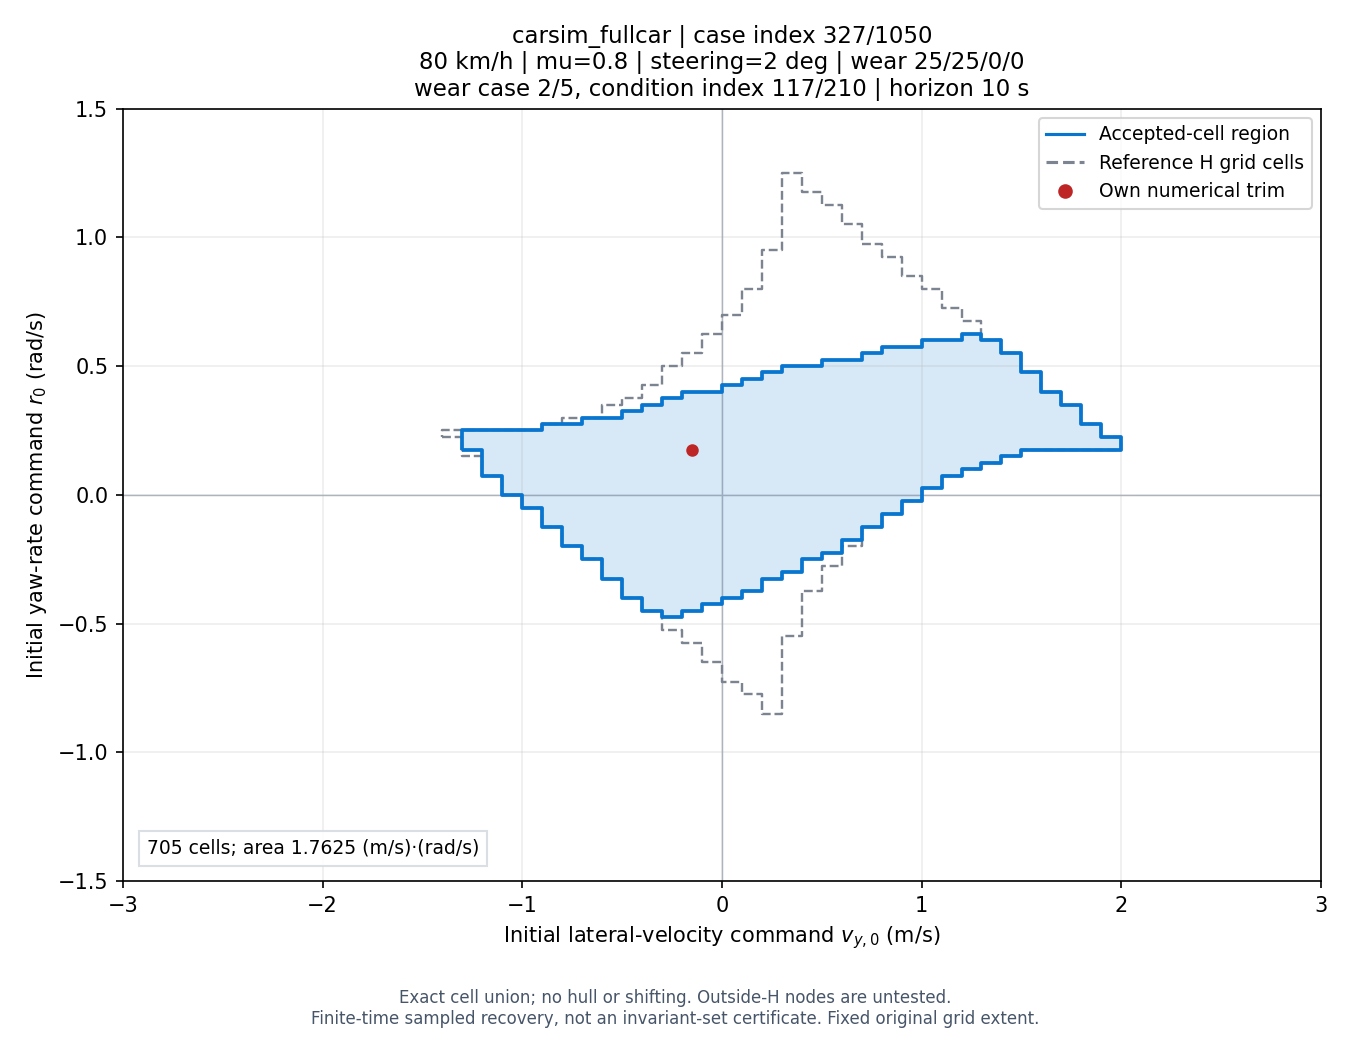 carsim_fullcar | case index 327/1050
80 km/h | mu=0.8 | steering=2 deg | wear 25/25/0/0
wear case 2/5, condition index 117/210 | horizon 10 s
Accepted-cell region
Reference H grid cells
Own numerical trim
1.5
1.0
0.5
0.0
−0.5
−1.0
−1.5
Initial yaw-rate command r0 (rad/s)
705 cells; area 1.7625 (m/s)·(rad/s)
−3 −2 −1 0 1 2 3
Initial lateral-velocity command vy,0 (m/s)
Exact cell union; no hull or shifting. Outside-H nodes are untested.
Finite-time sampled recovery, not an invariant-set certificate. Fixed original grid extent.